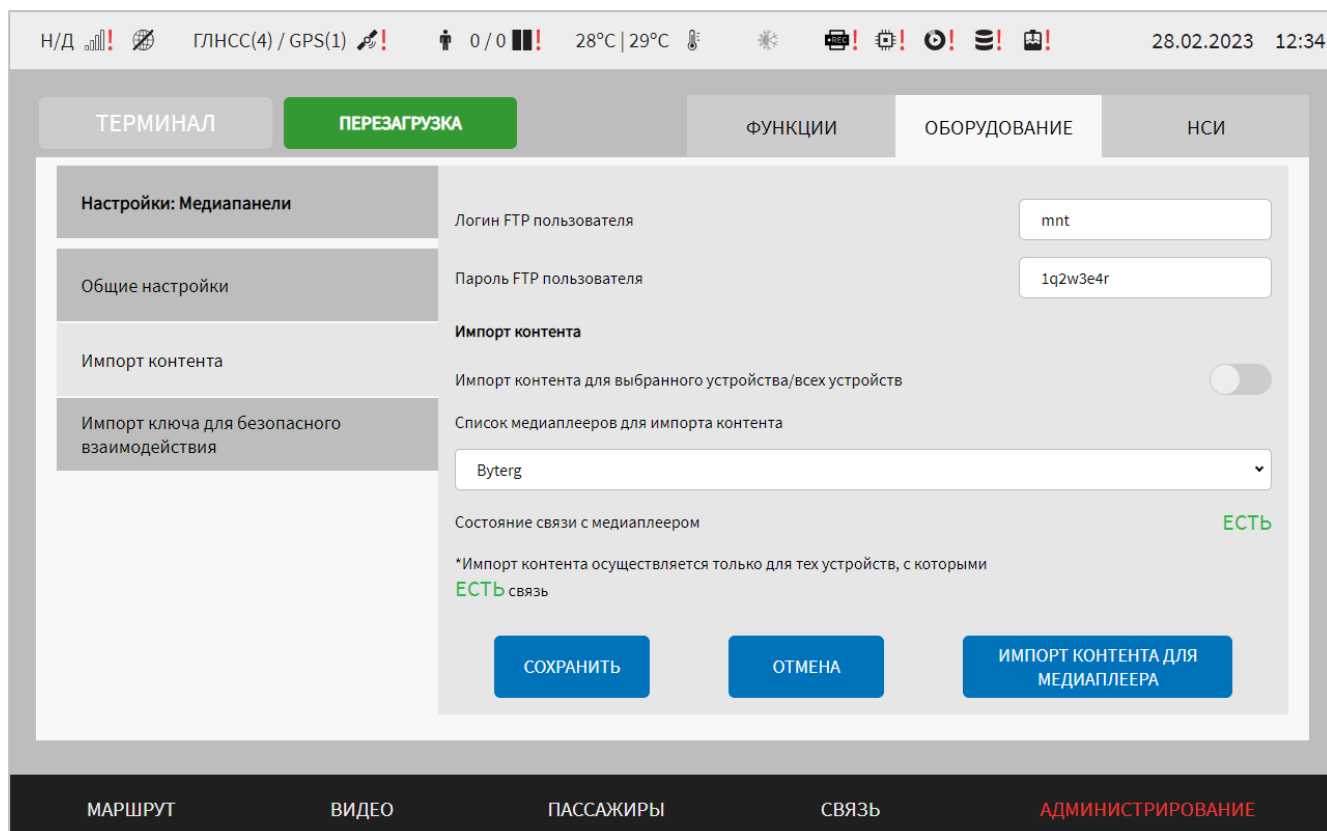 Н/Д ! ГЛНСС(4) / GPS(1) ! 0 / 0 ! 28°C | 29°C REC ! ! ! ! ! 28.02.2023 12:34
ТЕРМИНАЛ ПЕРЕЗАГРУЗКА ФУНКЦИИ ОБОРУДОВАНИЕ НСИ
Настройки: Медиапанели
Общие настройки
Импорт контента
Импорт ключа для безопасного
взаимодействия
Логин FTP пользователя mnt
Пароль FTP пользователя 1q2w3e4r
Импорт контента
Импорт контента для выбранного устройства/всех устройств
Список медиаплееров для импорта контента
Byterg
Состояние связи с медиаплеером ЕСТЬ
*Импорт контента осуществляется только для тех устройств, с которыми
ЕСТЬ связь
СОХРАНИТЬ ОТМЕНА ИМПОРТ КОНТЕНТА ДЛЯ
МЕДИАПЛЕЕРА
МАРШРУТ ВИДЕО ПАССАЖИРЫ СВЯЗЬ АДМИНИСТРИРОВАНИЕ